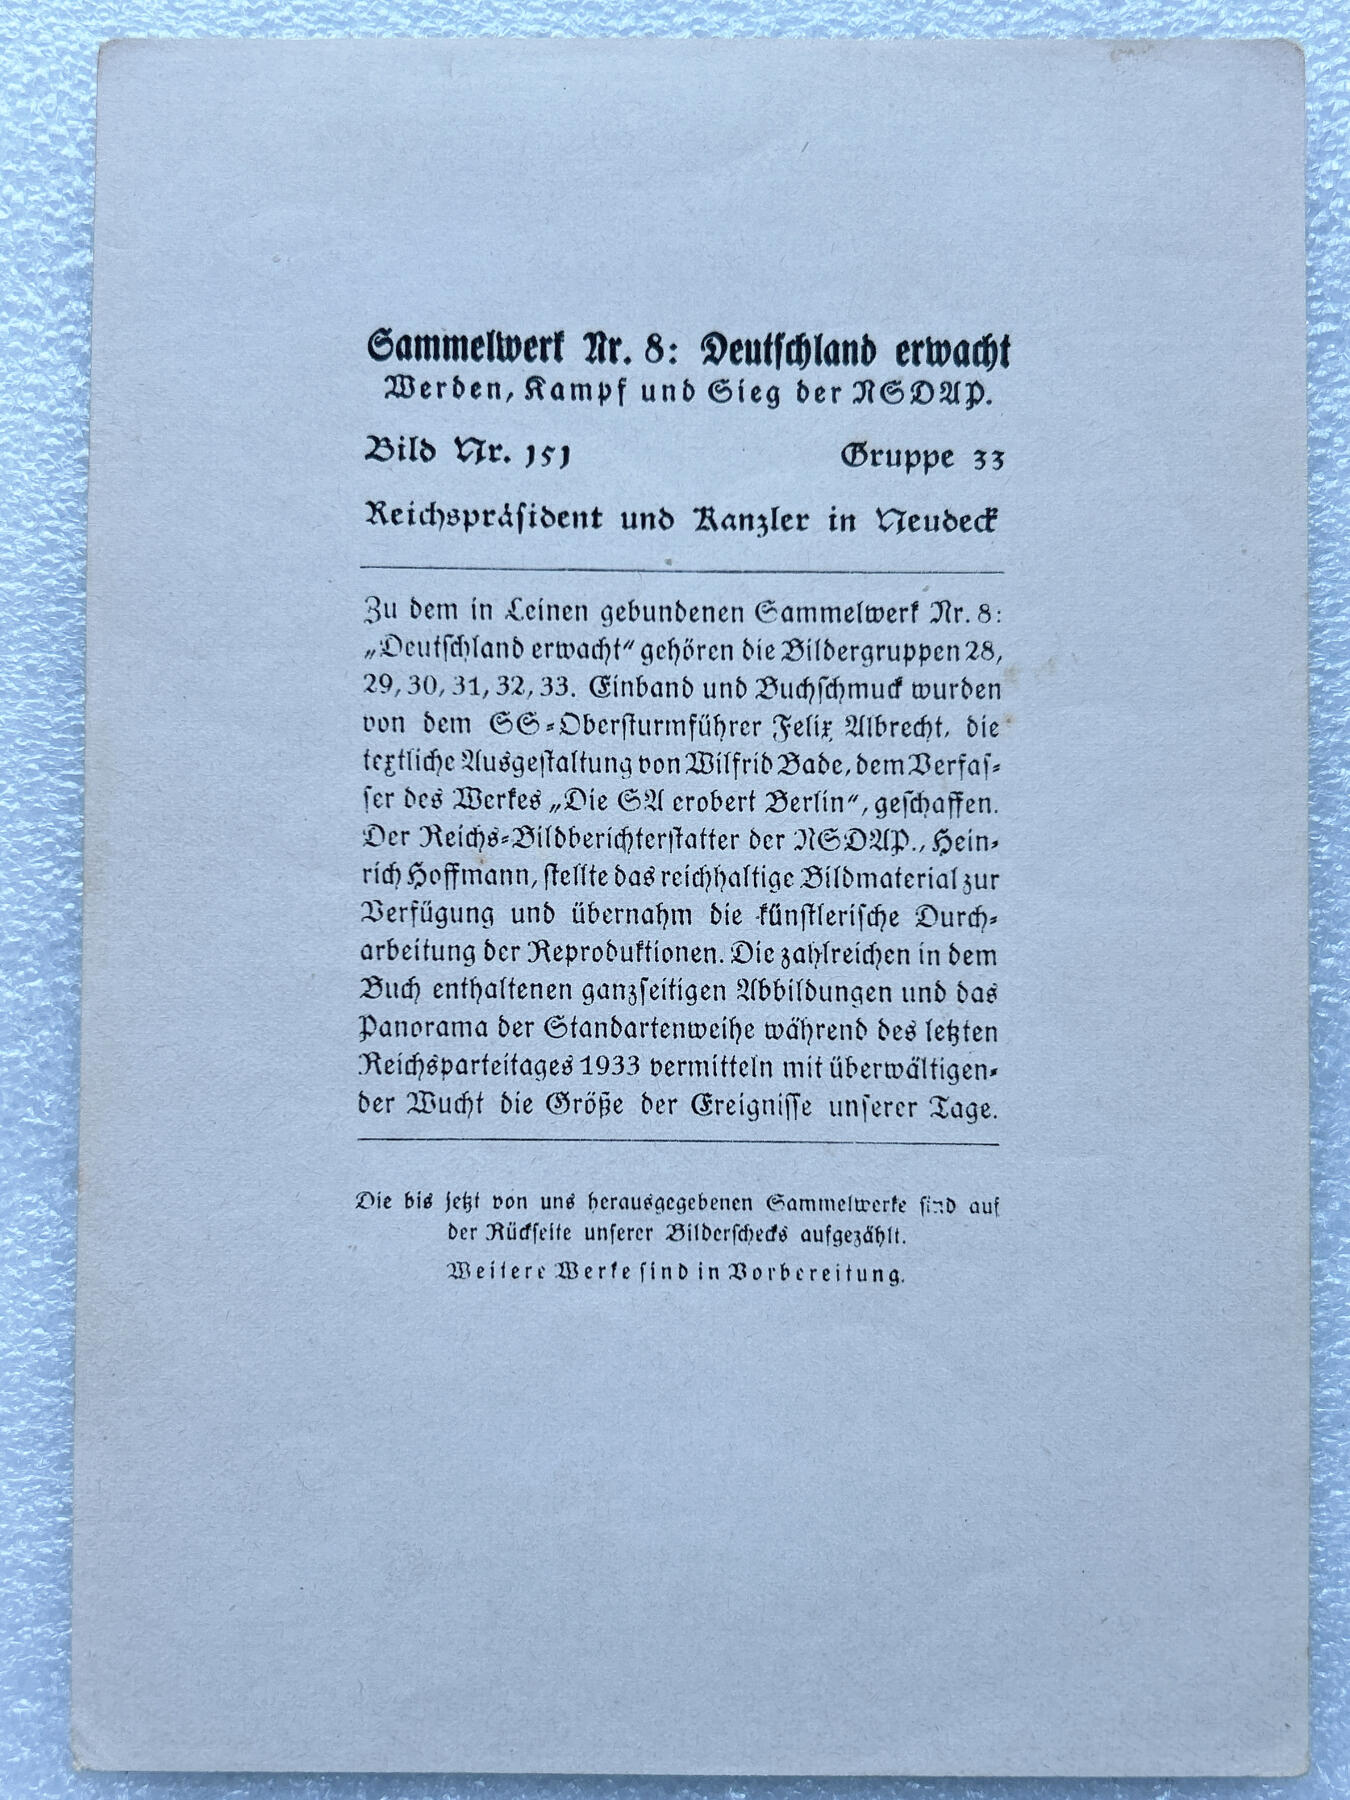 Sammelwerk Nr. 8: Deutschland erwacht
Werden, Kampf und Sieg der NSDAP.
Bild Nr. 151 Gruppe 33
Reichspräsident und Kanzler in Neudeck
Zu dem in Leinen gebundenen Sammelwerk Nr. 8:
„Deutschland erwacht“ gehören die Bildergruppen 28,
29, 30, 31, 32, 33. Einband und Buchschmuck wurden
von dem SS-Obersturmführer Felix Albrecht, die
textliche Ausgestaltung von Wilfrid Bade, dem Verfas-
ser des Werkes „Die SA erobert Berlin“, geschaffen.
Der Reichs-Bildberichterstatter der NSDAP., Hein-
rich Hoffmann, stellte das reichhaltige Bildmaterial zur
Verfügung und übernahm die künstlerische Durch-
arbeitung der Reproduktionen. Die zahlreichen in dem
Buch enthaltenen ganzseitigen Abbildungen und das
Panorama der Standartenweihe während des letzten
Reichsparteitages 1933 vermitteln mit überwältigen-
der Wucht die Größe der Ereignisse unserer Tage.
Die bis jetzt von uns herausgegebenen Sammelwerke sind auf
der Rückseite unserer Bilderschecks aufgezählt.
Weitere Werke sind in Vorbereitung.